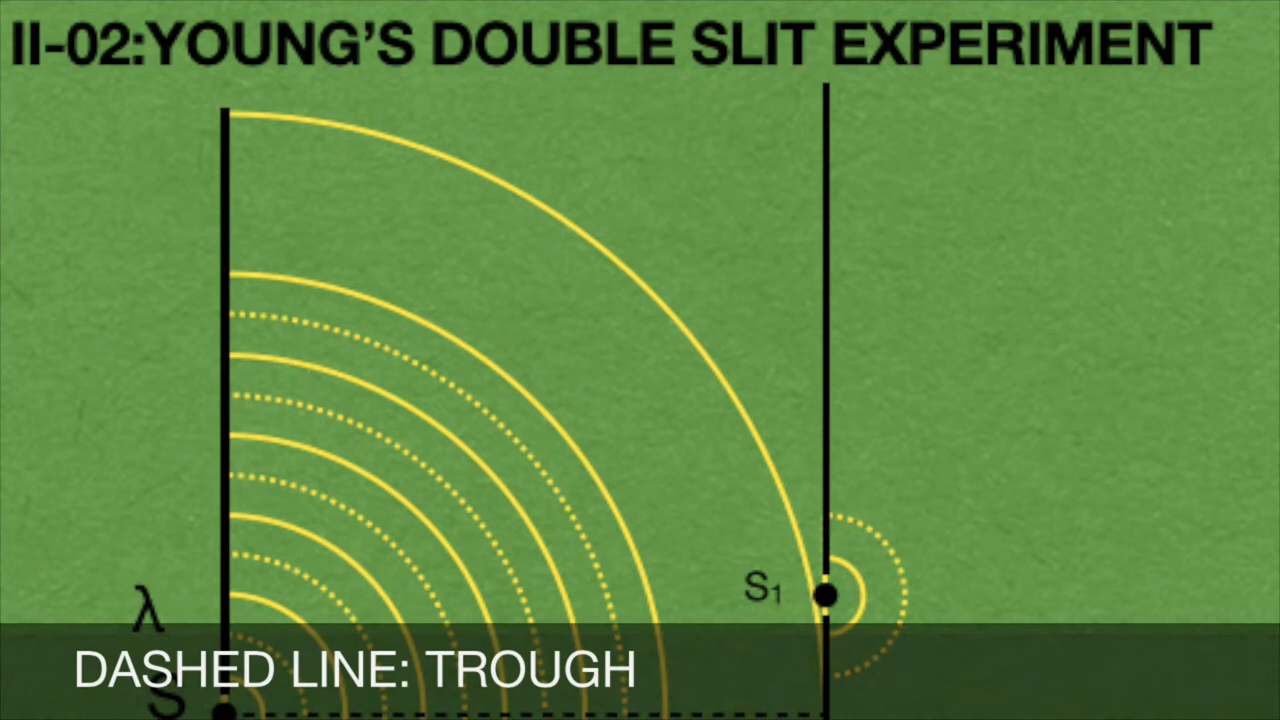 II-02:YOUNG'S DOUBLE SLIT EXPERIMENT
S₁
λ
DASHED LINE: TROUGH
S